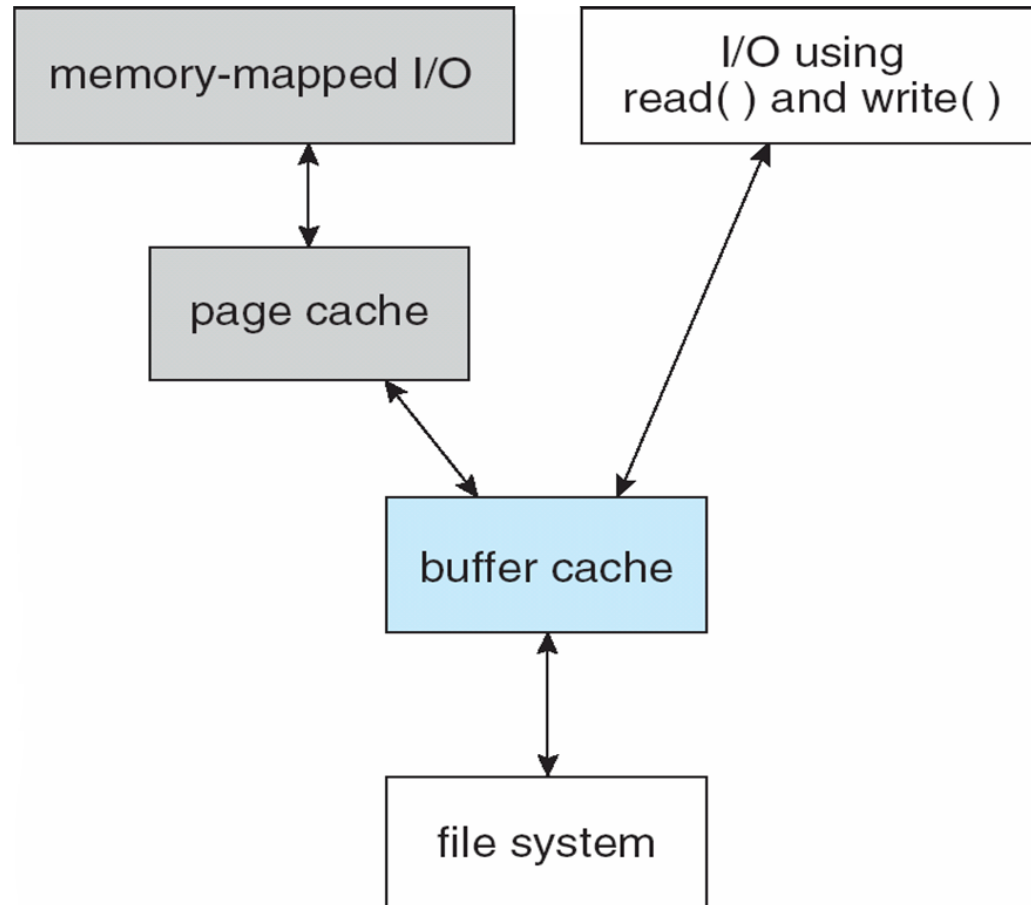 memory-mapped I/O
I/O using
read( ) and write( )
page cache
buffer cache
file system